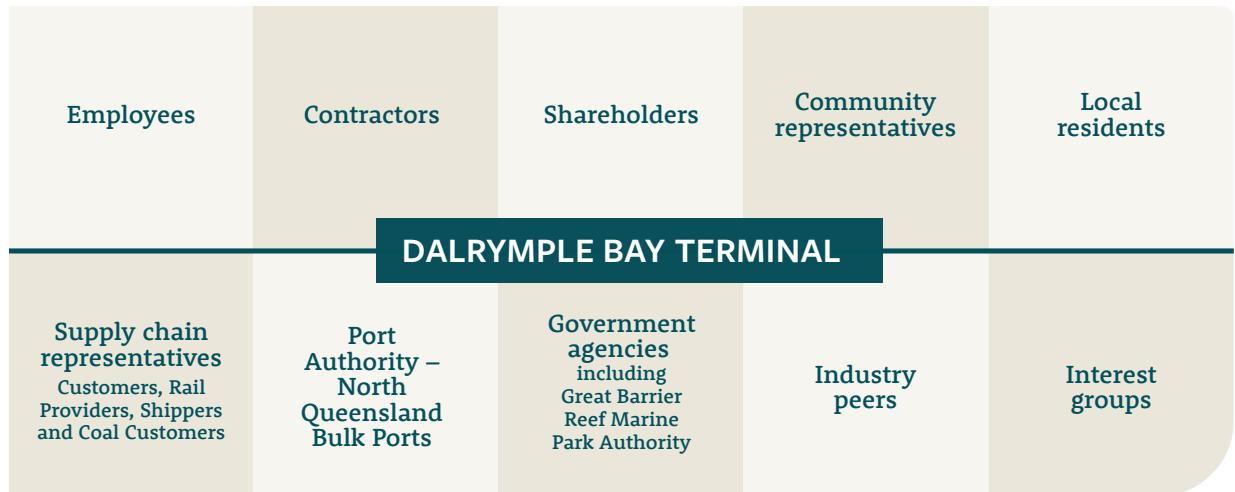 Employees
Contractors
Shareholders
Community
representatives
Local
residents
DALRYMPLE BAY TERMINAL
Supply chain
representatives
Customers, Rail
Providers, Shippers
and Coal Customers
Port
Authority –
North
Queensland
Bulk Ports
Government
agencies
including
Great Barrier
Reef Marine
Park Authority
Industry
peers
Interest
groups